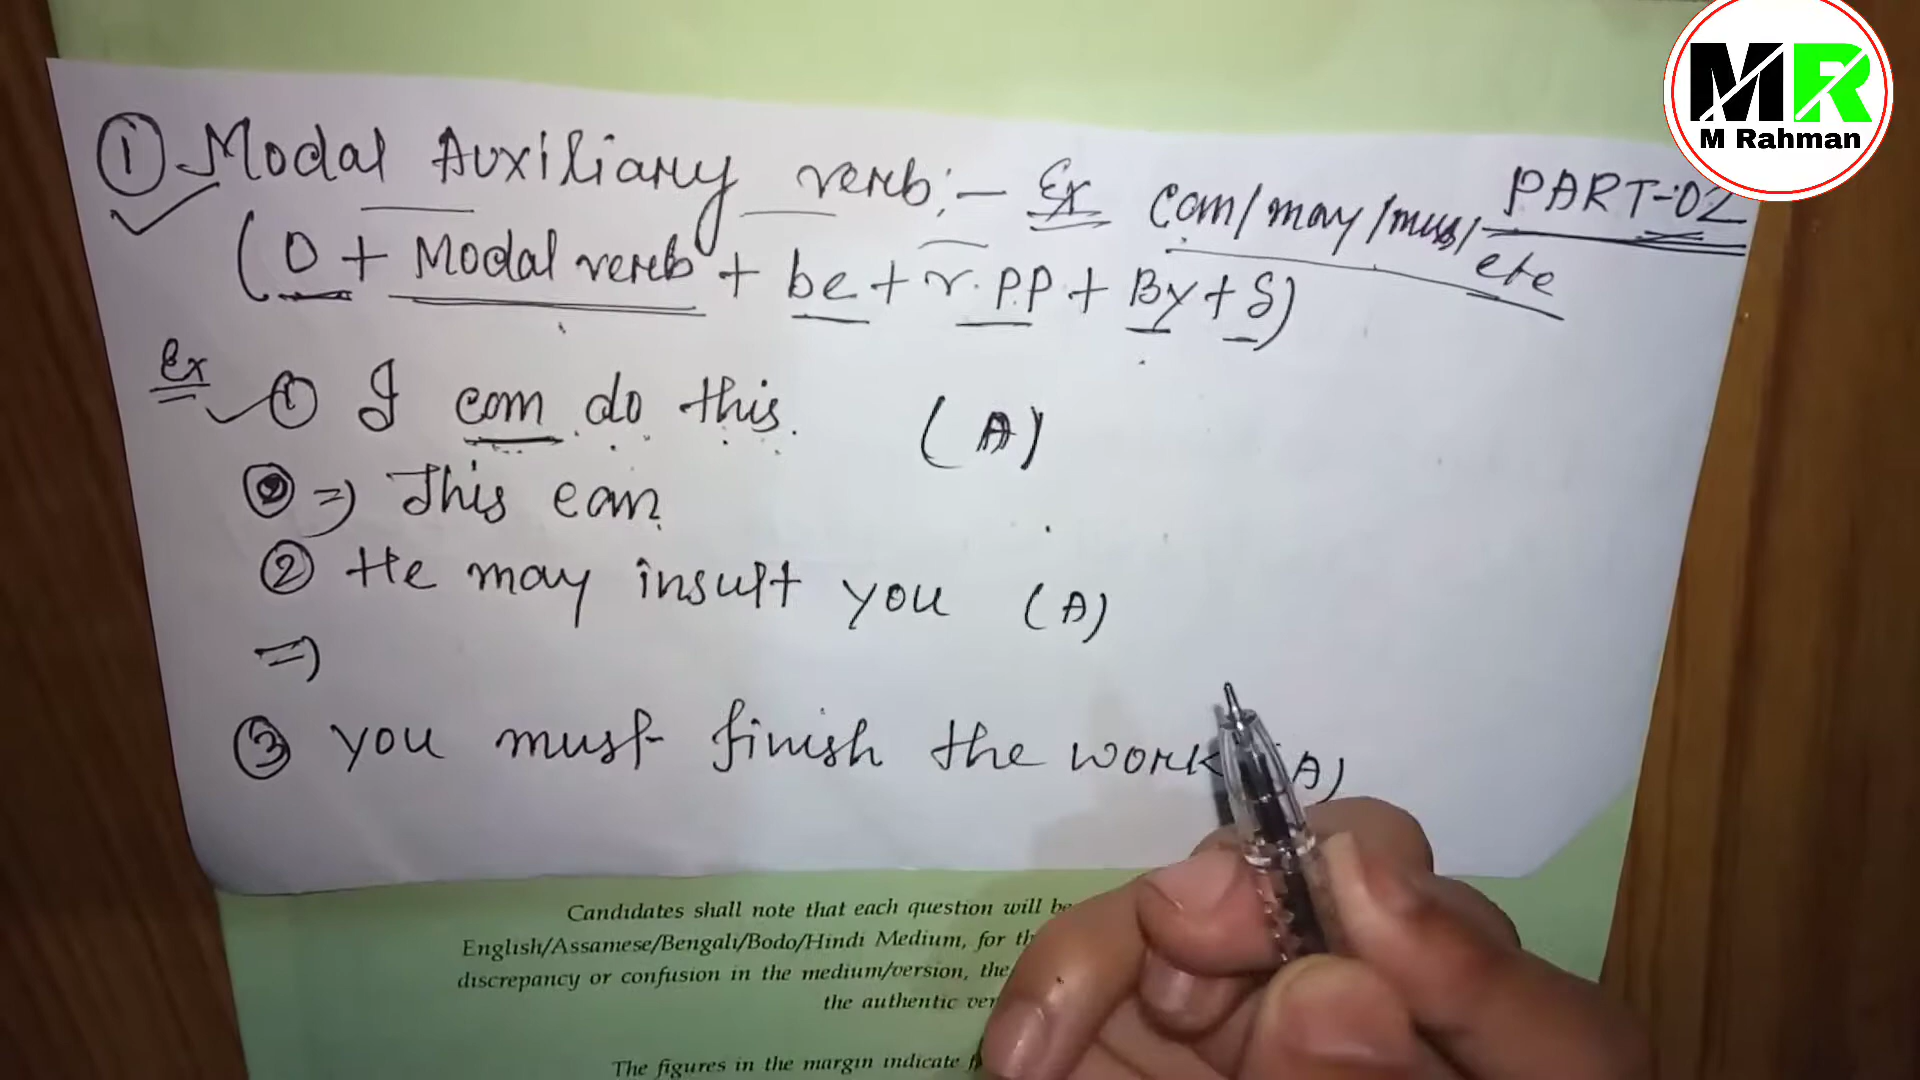 MR
M Rahman
① Modal Auxiliary verb:- Ex can/may/must/etc
PART-02
(O + Modal verb + be + v.pp + By + S)
Ex ① I can do this. (A)
⇒ This can
② He may insult you (A)
⇒
③ you must finish the work (A)
Candidates shall note that each question will be
English/Assamese/Bengali/Bodo/Hindi Medium, for th
discrepancy or confusion in the medium/version, the
the authentic ver
The figures in the margin indicate f